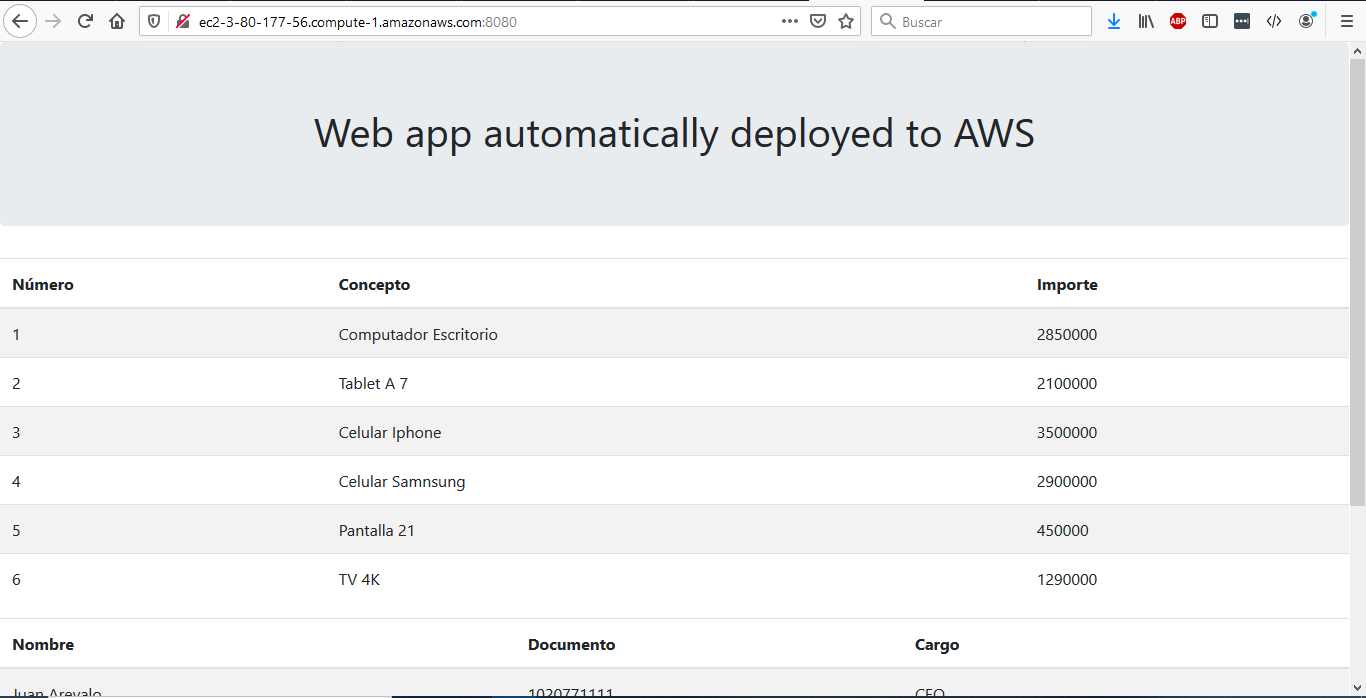 ec2-3-80-177-56.compute-1.amazonaws.com:8080
Buscar
ABP
Web app automatically deployed to AWS
Número Concepto Importe
1 Computador Escritorio 2850000
2 Tablet A 7 2100000
3 Celular Iphone 3500000
4 Celular Samnsung 2900000
5 Pantalla 21 450000
6 TV 4K 1290000
Nombre Documento Cargo
Juan Arevalo 1020771111 CEO